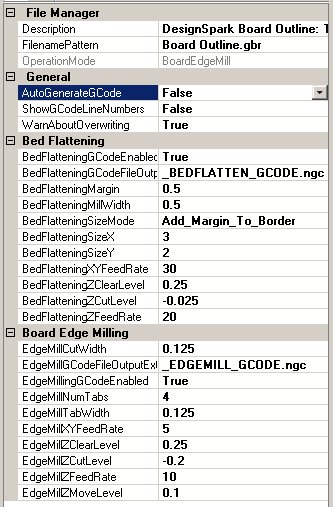 File Manager
Description DesignSpark Board Outline:
FilenamePattern Board Outline.gbr
OperationMode BoardEdgeMill
General
AutoGenerateGCode False
ShowGCodeLineNumbers False
WarnAboutOverwriting True
Bed Flattening
BedFlatteningGCodeEnabled True
BedFlatteningGCodeFileOutp _BEDFLATTEN_GCODE.ngc
BedFlatteningMargin 0.5
BedFlatteningMillWidth 0.5
BedFlatteningSizeMode Add_Margin_To_Border
BedFlatteningSizeX 3
BedFlatteningSizeY 2
BedFlatteningXYFeedRate 30
BedFlatteningZClearLevel 0.25
BedFlatteningZCutLevel -0.025
BedFlatteningZFeedRate 20
Board Edge Milling
EdgeMillCutWidth 0.125
EdgeMillGCodeFileOutputExt _EDGEMILL_GCODE.ngc
EdgeMillingGCodeEnabled True
EdgeMillNumTabs 4
EdgeMillTabWidth 0.125
EdgeMillXYFeedRate 5
EdgeMillZClearLevel 0.25
EdgeMillZCutLevel -0.2
EdgeMillZFeedRate 10
EdgeMillZMoveLevel 0.1